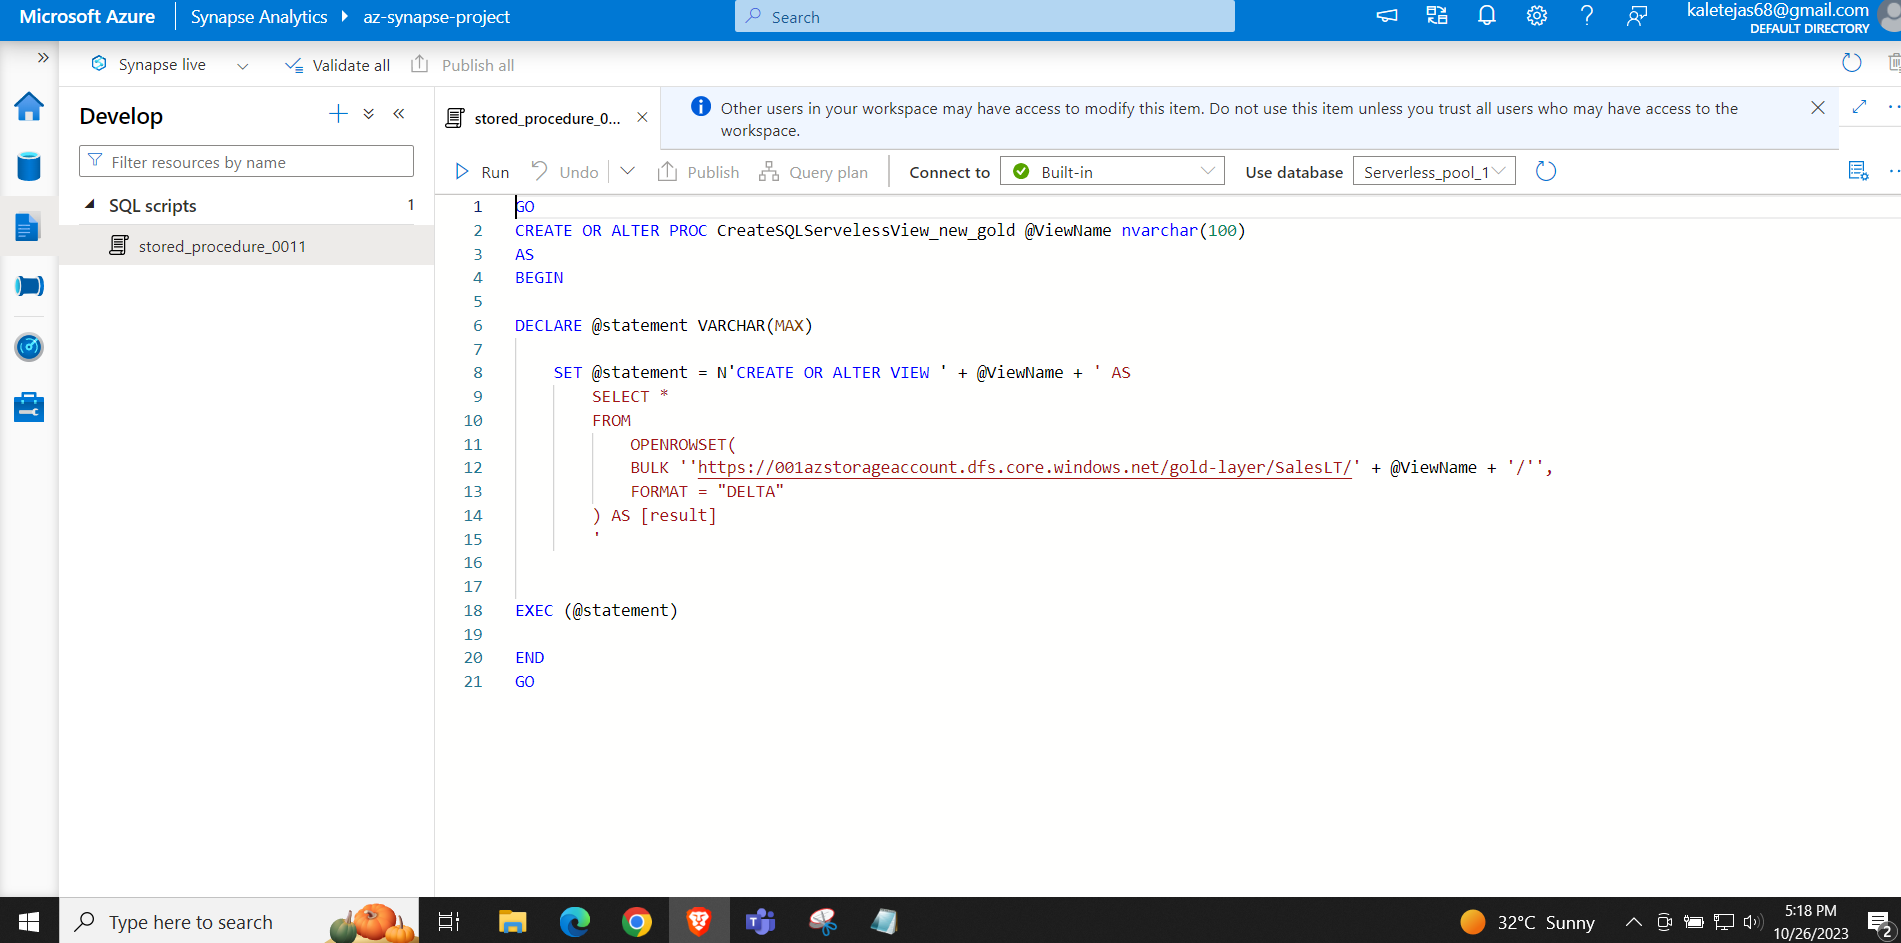 Microsoft Azure
Synapse Analytics
az-synapse-project
Search
kaletejas68@gmail.com
DEFAULT DIRECTORY
Synapse live
Validate all
Publish all
Develop
Filter resources by name
SQL scripts
1
stored_procedure_0011
stored_procedure_0...
Other users in your workspace may have access to modify this item. Do not use this item unless you trust all users who may have access to the
workspace.
Run
Undo
Publish
Query plan
Connect to
Built-in
Use database
Serverless_pool_1
1 GO
2 CREATE OR ALTER PROC CreateSQLServelessView_new_gold @ViewName nvarchar(100)
3 AS
4 BEGIN
5
6 DECLARE @statement VARCHAR(MAX)
7
8 SET @statement = N'CREATE OR ALTER VIEW ' + @ViewName + ' AS
9 SELECT *
10 FROM
11 OPENROWSET(
12 BULK ''https://001azstorageaccount.dfs.core.windows.net/gold-layer/SalesLT/' + @ViewName + '/'',
13 FORMAT = "DELTA"
14 ) AS [result]
15 '
16
17
18 EXEC (@statement)
19
20 END
21 GO
Type here to search
32°C Sunny
5:18 PM
10/26/2023
2